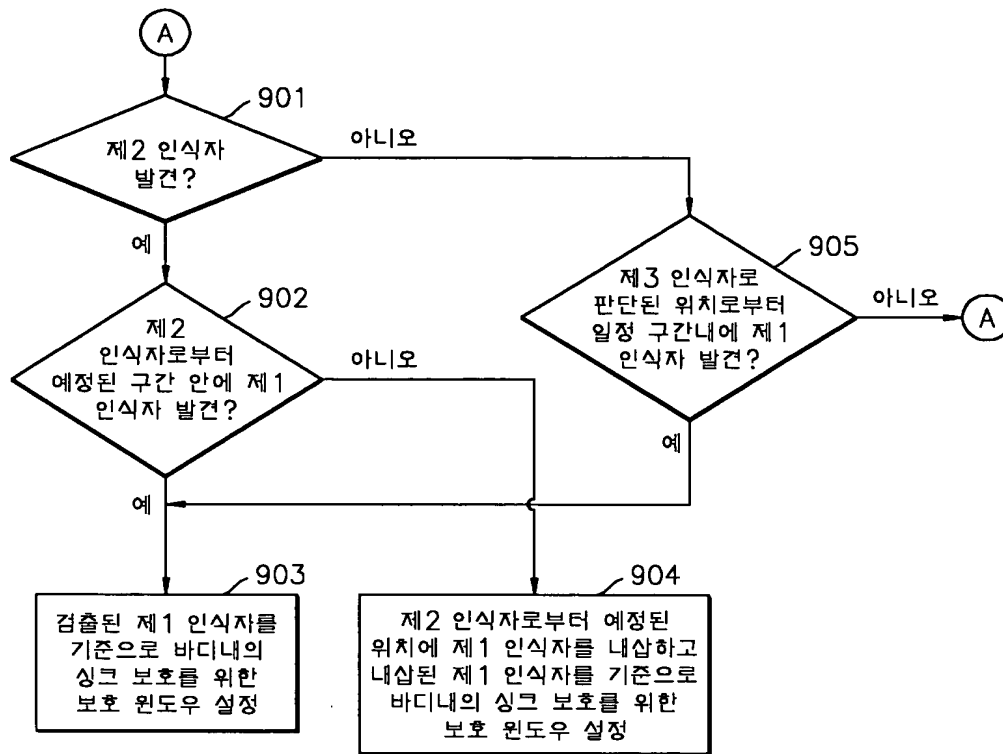 A
901
제2 인식자
발견?
아니오
예
902
제2
인식자로부터
예정된 구간 안에 제1
인식자 발견?
아니오
예
905
제3 인식자로
판단된 위치로부터
일정 구간내에 제1
인식자 발견?
아니오
A
예
903
검출된 제1 인식자를
기준으로 바디내의
싱크 보호를 위한
보호 윈도우 설정
904
제2 인식자로부터 예정된
위치에 제1 인식자를 내삽하고
내삽된 제1 인식자를 기준으로
바디내의 싱크 보호를 위한
보호 윈도우 설정